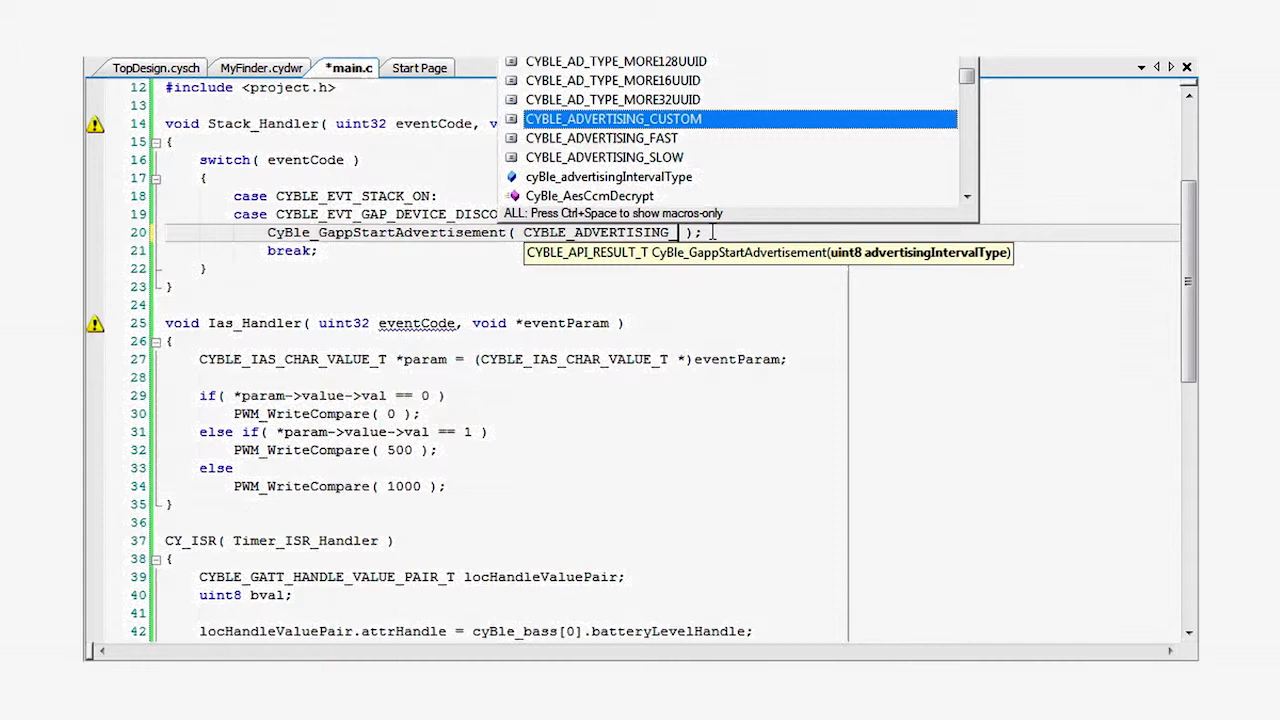 TopDesign.cysch MyFinder.cydwr *main.c Start Page
CYBLE_AD_TYPE_MORE128UUID
CYBLE_AD_TYPE_MORE16UUID
CYBLE_AD_TYPE_MORE32UUID
CYBLE_ADVERTISING_CUSTOM
CYBLE_ADVERTISING_FAST
CYBLE_ADVERTISING_SLOW
cyBle_advertisingIntervalType
CyBle_AesCcmDecrypt
ALL: Press Ctrl+Space to show macros-only
12 #include <project.h>
13
14 void Stack_Handler( uint32 eventCode, v
15 {
16 switch( eventCode )
17 {
18 case CYBLE_EVT_STACK_ON:
19 case CYBLE_EVT_GAP_DEVICE_DISCO
20 CyBle_GappStartAdvertisement( CYBLE_ADVERTISING_ );
CYBLE_API_RESULT_T CyBle_GappStartAdvertisement(uint8 advertisingIntervalType)
21 break;
22 }
23 }
24
25 void Ias_Handler( uint32 eventCode, void *eventParam )
26 {
27 CYBLE_IAS_CHAR_VALUE_T *param = (CYBLE_IAS_CHAR_VALUE_T *)eventParam;
28
29 if( *param->value->val == 0 )
30 PWM_WriteCompare( 0 );
31 else if( *param->value->val == 1 )
32 PWM_WriteCompare( 500 );
33 else
34 PWM_WriteCompare( 1000 );
35 }
36
37 CY_ISR( Timer_ISR_Handler )
38 {
39 CYBLE_GATT_HANDLE_VALUE_PAIR_T locHandleValuePair;
40 uint8 bval;
41
42 locHandleValuePair.attrHandle = cyBle_bass[0].batteryLevelHandle;